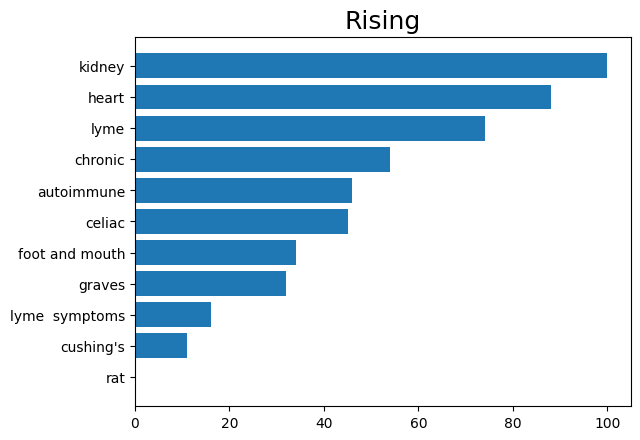 Rising
kidney
heart
lyme
chronic
autoimmune
celiac
foot and mouth
graves
lyme  symptoms
cushing's
rat
0 20 40 60 80 100